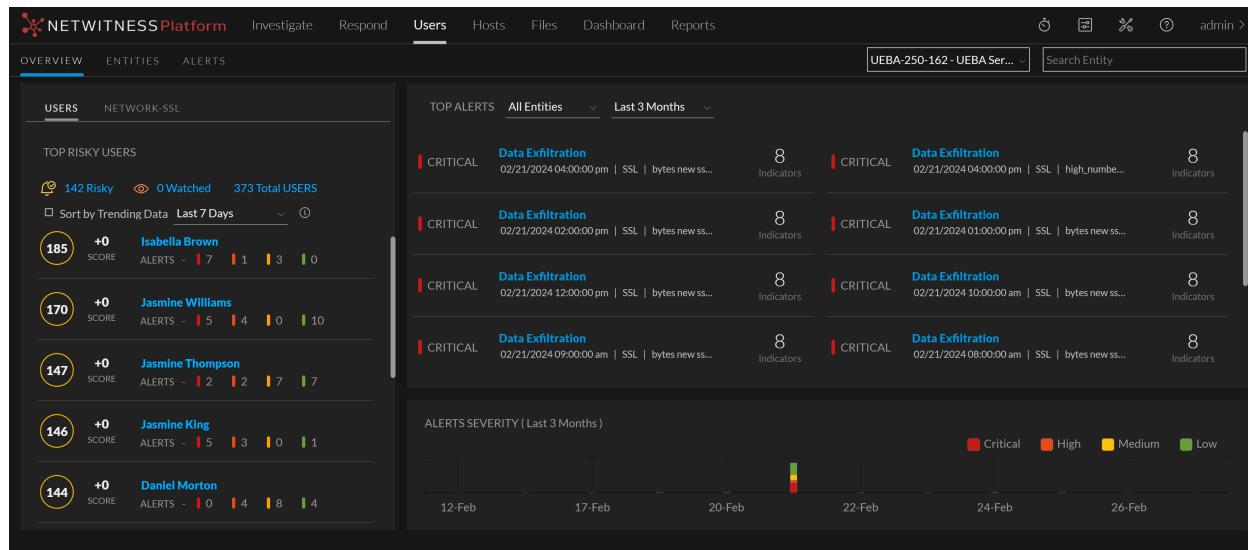 NETWITNESS Platform Investigate Respond Users Hosts Files Dashboard Reports admin >
OVERVIEW ENTITIES ALERTS UEBA-250-162 - UEBA Ser... Search Entity
USERS NETWORK-SSL
TOP RISKY USERS
142 Risky 0 Watched 373 Total USERS
Sort by Trending Data Last 7 Days
185 +0 SCORE Isabella Brown
ALERTS - 7 1 3 0
170 +0 SCORE Jasmine Williams
ALERTS - 5 4 0 10
147 +0 SCORE Jasmine Thompson
ALERTS - 2 2 7 7
146 +0 SCORE Jasmine King
ALERTS - 5 3 0 1
144 +0 SCORE Daniel Morton
ALERTS - 0 4 8 4
TOP ALERTS All Entities Last 3 Months
CRITICAL Data Exfiltration 8 Indicators
02/21/2024 04:00:00 pm | SSL | bytes new ss...
CRITICAL Data Exfiltration 8 Indicators
02/21/2024 04:00:00 pm | SSL | high_numbe...
CRITICAL Data Exfiltration 8 Indicators
02/21/2024 02:00:00 pm | SSL | bytes new ss...
CRITICAL Data Exfiltration 8 Indicators
02/21/2024 01:00:00 pm | SSL | bytes new ss...
CRITICAL Data Exfiltration 8 Indicators
02/21/2024 12:00:00 pm | SSL | bytes new ss...
CRITICAL Data Exfiltration 8 Indicators
02/21/2024 10:00:00 am | SSL | bytes new ss...
CRITICAL Data Exfiltration 8 Indicators
02/21/2024 09:00:00 am | SSL | bytes new ss...
CRITICAL Data Exfiltration 8 Indicators
02/21/2024 08:00:00 am | SSL | bytes new ss...
ALERTS SEVERITY ( Last 3 Months )
Critical High Medium Low
12-Feb 17-Feb 20-Feb 22-Feb 24-Feb 26-Feb